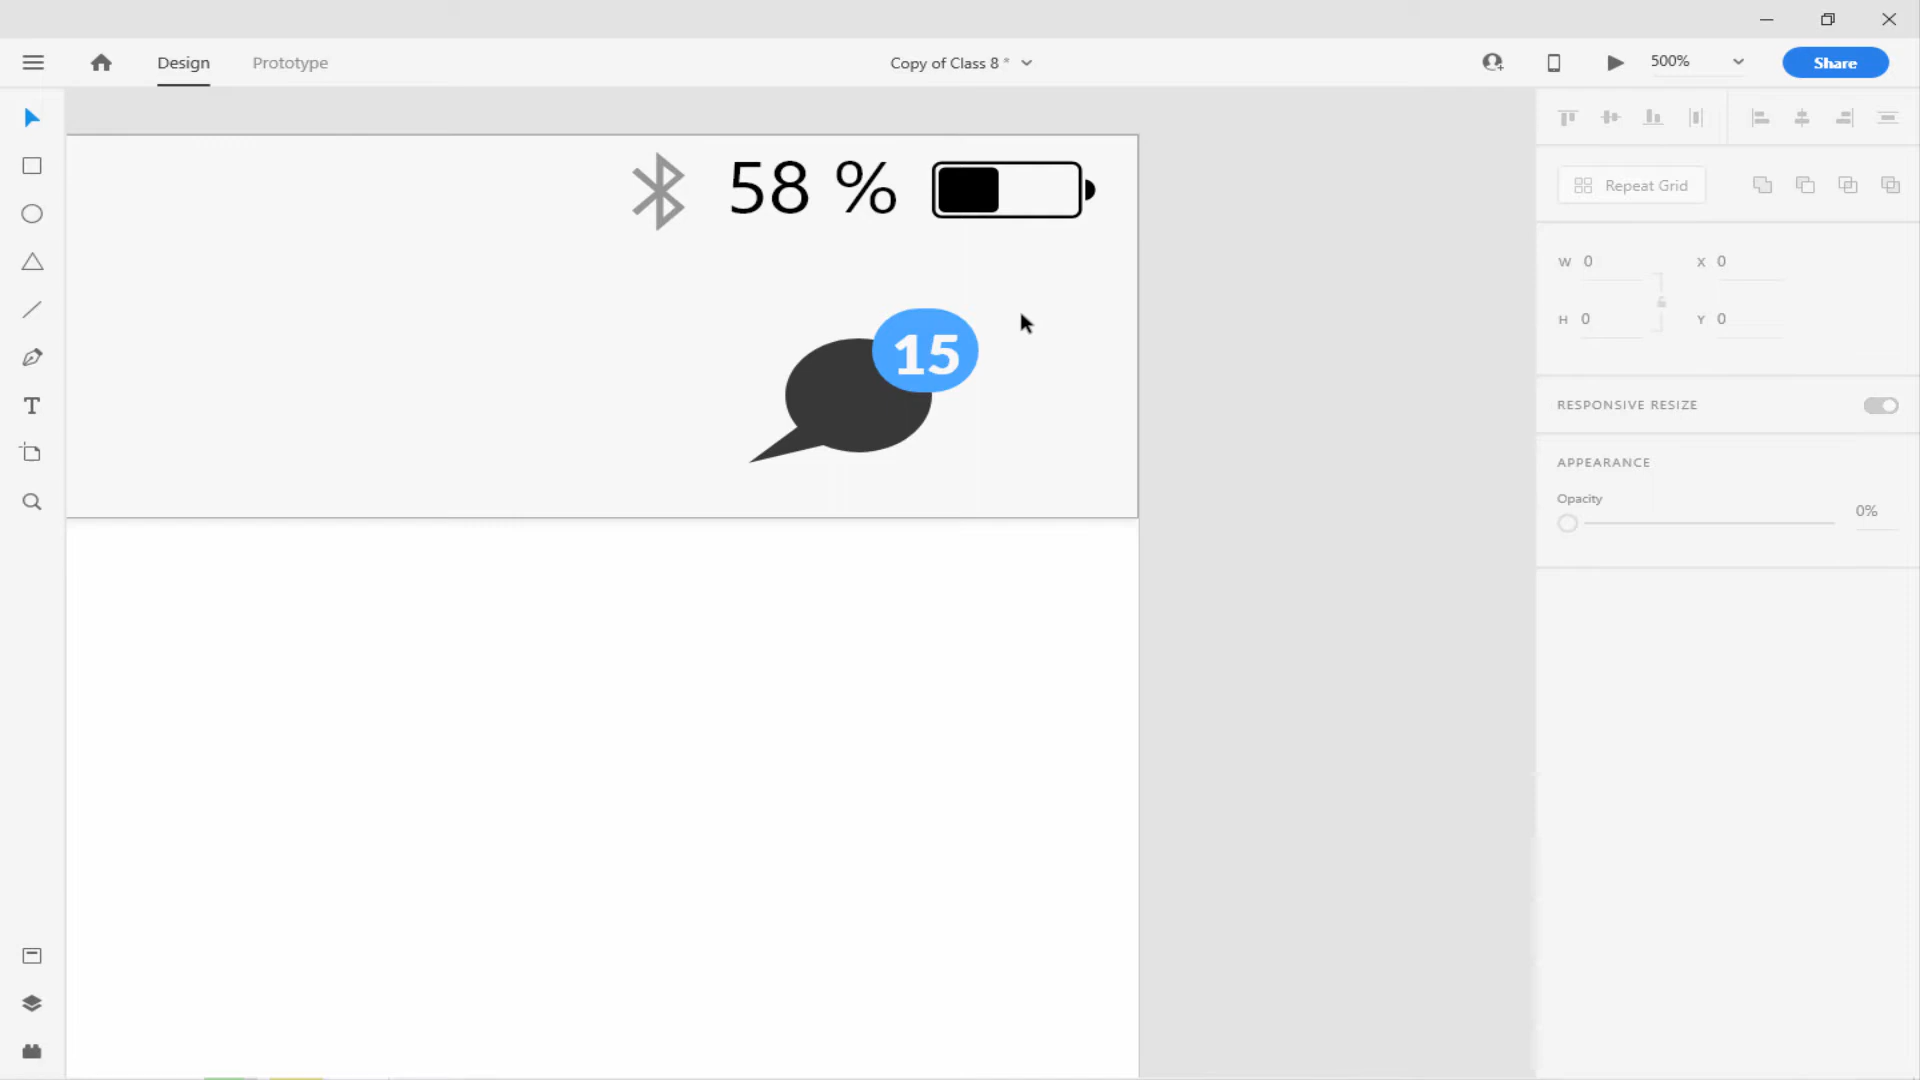 Design
Prototype
Copy of Class 8 *
500%
Share
58 %
15
Repeat Grid
W 0
X 0
H 0
Y 0
RESPONSIVE RESIZE
APPEARANCE
Opacity
0%
T